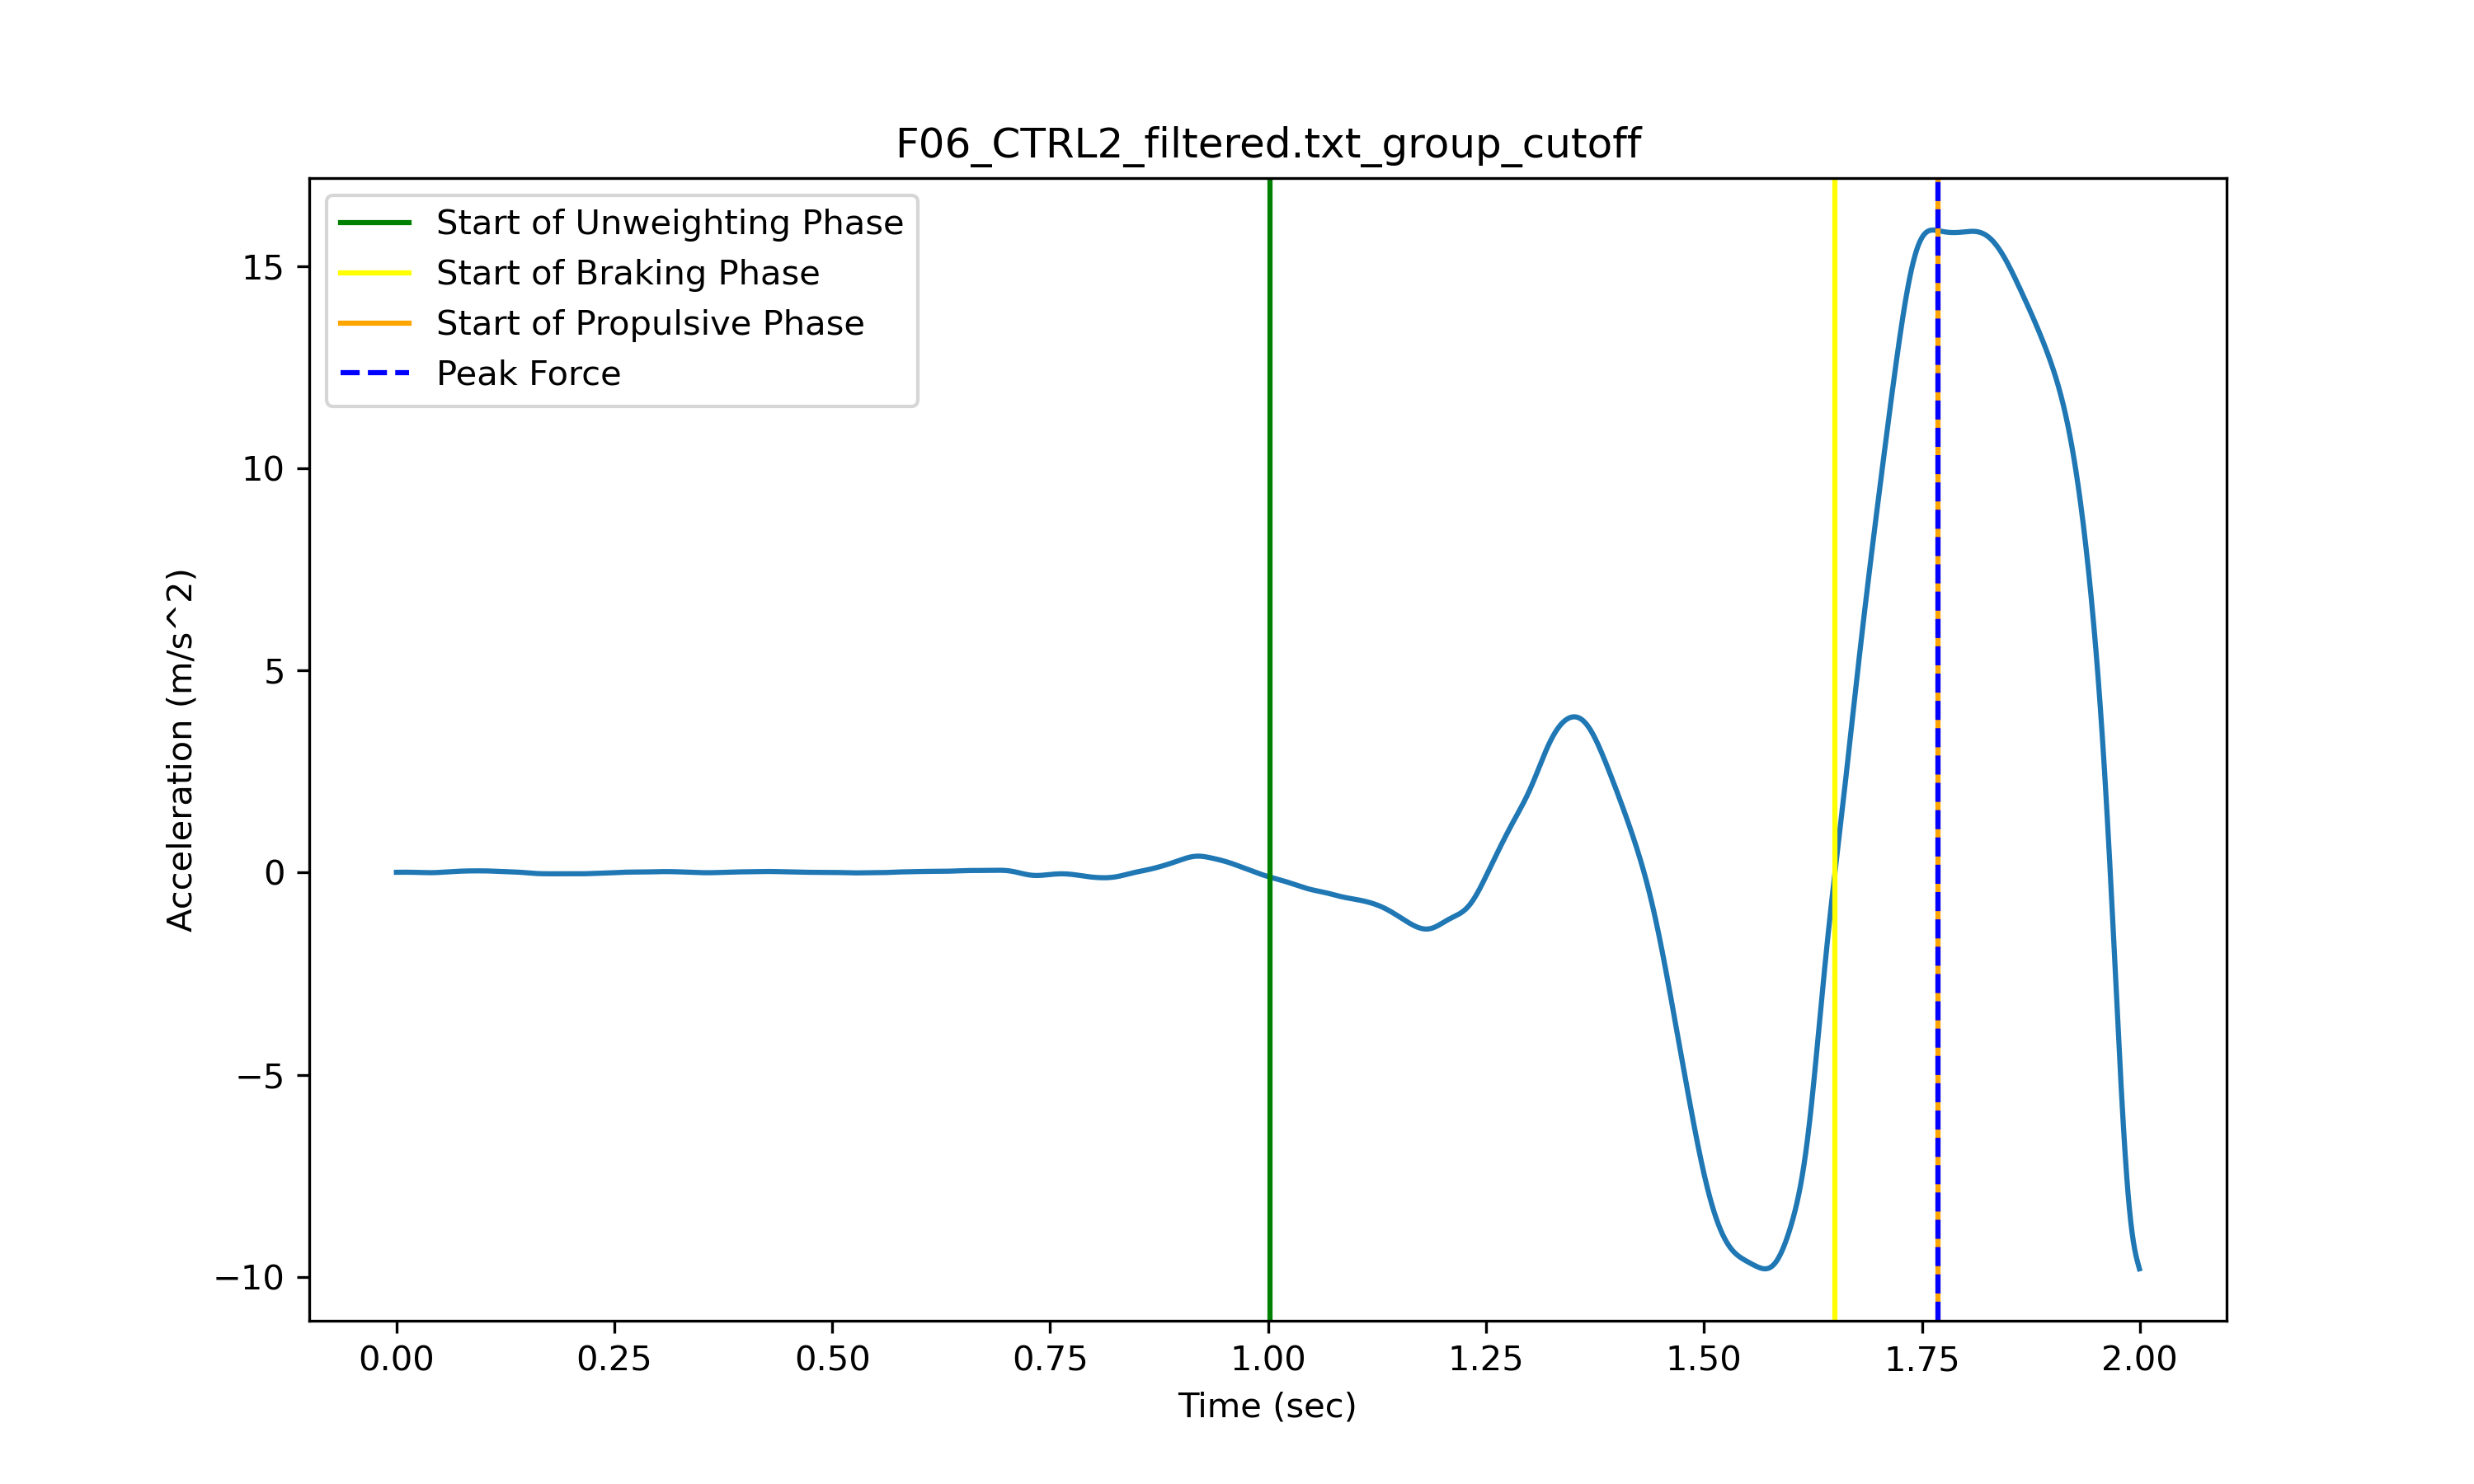 F06_CTRL2_filtered.txt_group_cutoff
Start of Unweighting Phase
Start of Braking Phase
Start of Propulsive Phase
Peak Force
Acceleration (m/s^2)
15
10
5
0
−5
−10
0.00 0.25 0.50 0.75 1.00 1.25 1.50 1.75 2.00
Time (sec)